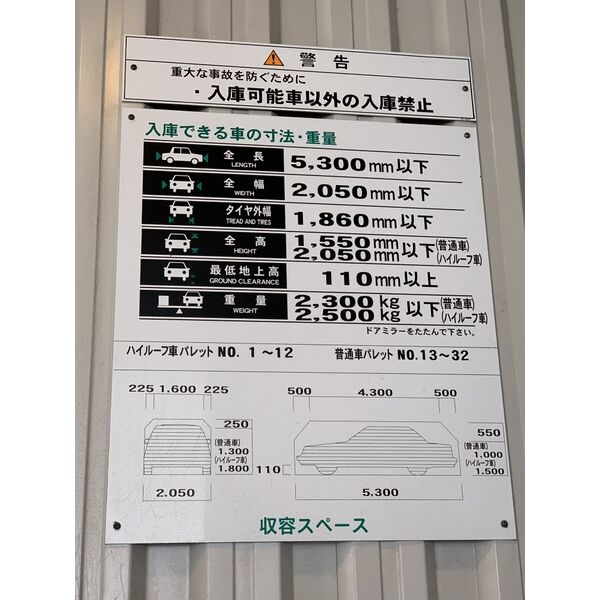 ⚠ 警告
重大な事故を防ぐために
・入庫可能車以外の入庫禁止
入庫できる車の寸法・重量
全長 LENGTH 5,300mm以下
全幅 WIDTH 2,050mm以下
タイヤ外幅 TREAD AND TIRES 1,860mm以下
全高 HEIGHT 1,550mm 2,050mm 以下 (普通車) (ハイルーフ車)
最低地上高 GROUND CLEARANCE 110mm以上
重量 WEIGHT 2,300kg 2,500kg 以下 (普通車) (ハイルーフ車)
ドアミラーをたたんで下さい。
ハイルーフ車パレット NO. 1〜12 普通車パレット NO.13〜32
225 1.600 225 500 4.300 500
250 (普通車) 1.300 (ハイルーフ車) 1.800
110
550 (普通車) 1.000 (ハイルーフ車) 1.500
2.050 5.300
収容スペース